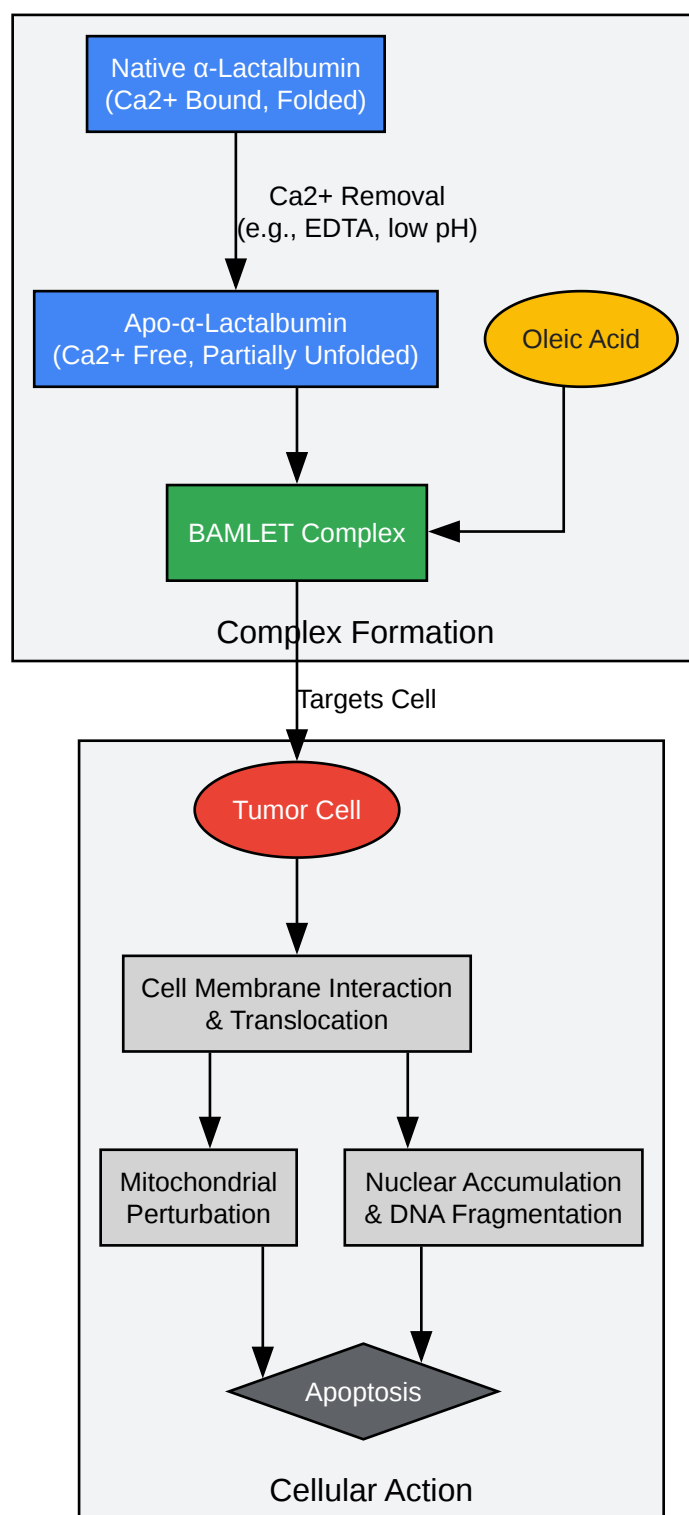 Native α-Lactalbumin
(Ca2+ Bound, Folded)
Ca2+ Removal
(e.g., EDTA, low pH)
Apo-α-Lactalbumin
(Ca2+ Free, Partially Unfolded)
Oleic Acid
BAMLET Complex
Complex Formation
Targets Cell
Tumor Cell
Cell Membrane Interaction
& Translocation
Mitochondrial
Perturbation
Nuclear Accumulation
& DNA Fragmentation
Apoptosis
Cellular Action